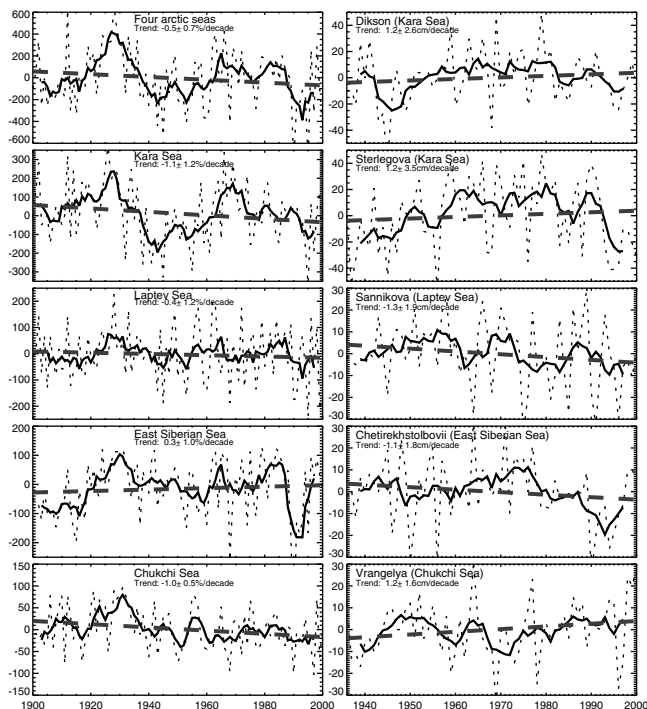 Four arctic seas
Trend: -0.5± 0.7%/decade
600
400
200
0
-200
-400
-600
Kara Sea
Trend: -1.1± 1.2%/decade
300
200
100
0
-100
-200
-300
Laptev Sea
Trend: -0.4± 1.2%/decade
200
100
0
-100
-200
East Siberian Sea
Trend: 0.3± 1.0%/decade
200
100
0
-100
-200
Chukchi Sea
Trend: -1.0± 0.5%/decade
150
100
50
0
-50
-100
-150
1900 1920 1940 1960 1980 2000
Dikson (Kara Sea)
Trend: 1.2± 2.6cm/decade
40
20
0
-20
-40
Sterlegova (Kara Sea)
Trend: 1.2± 3.5cm/decade
40
20
0
-20
-40
Sannikova (Laptev Sea)
Trend: -1.3± 1.9cm/decade
30
20
10
0
-10
-20
-30
Chetirekhstolbovii (East Siberian Sea)
Trend: -1.1± 1.8cm/decade
30
20
10
0
-10
-20
-30
Vrangelya (Chukchi Sea)
Trend: 1.2± 1.6cm/decade
30
20
10
0
-10
-20
-30
1940 1950 1960 1970 1980 1990 2000